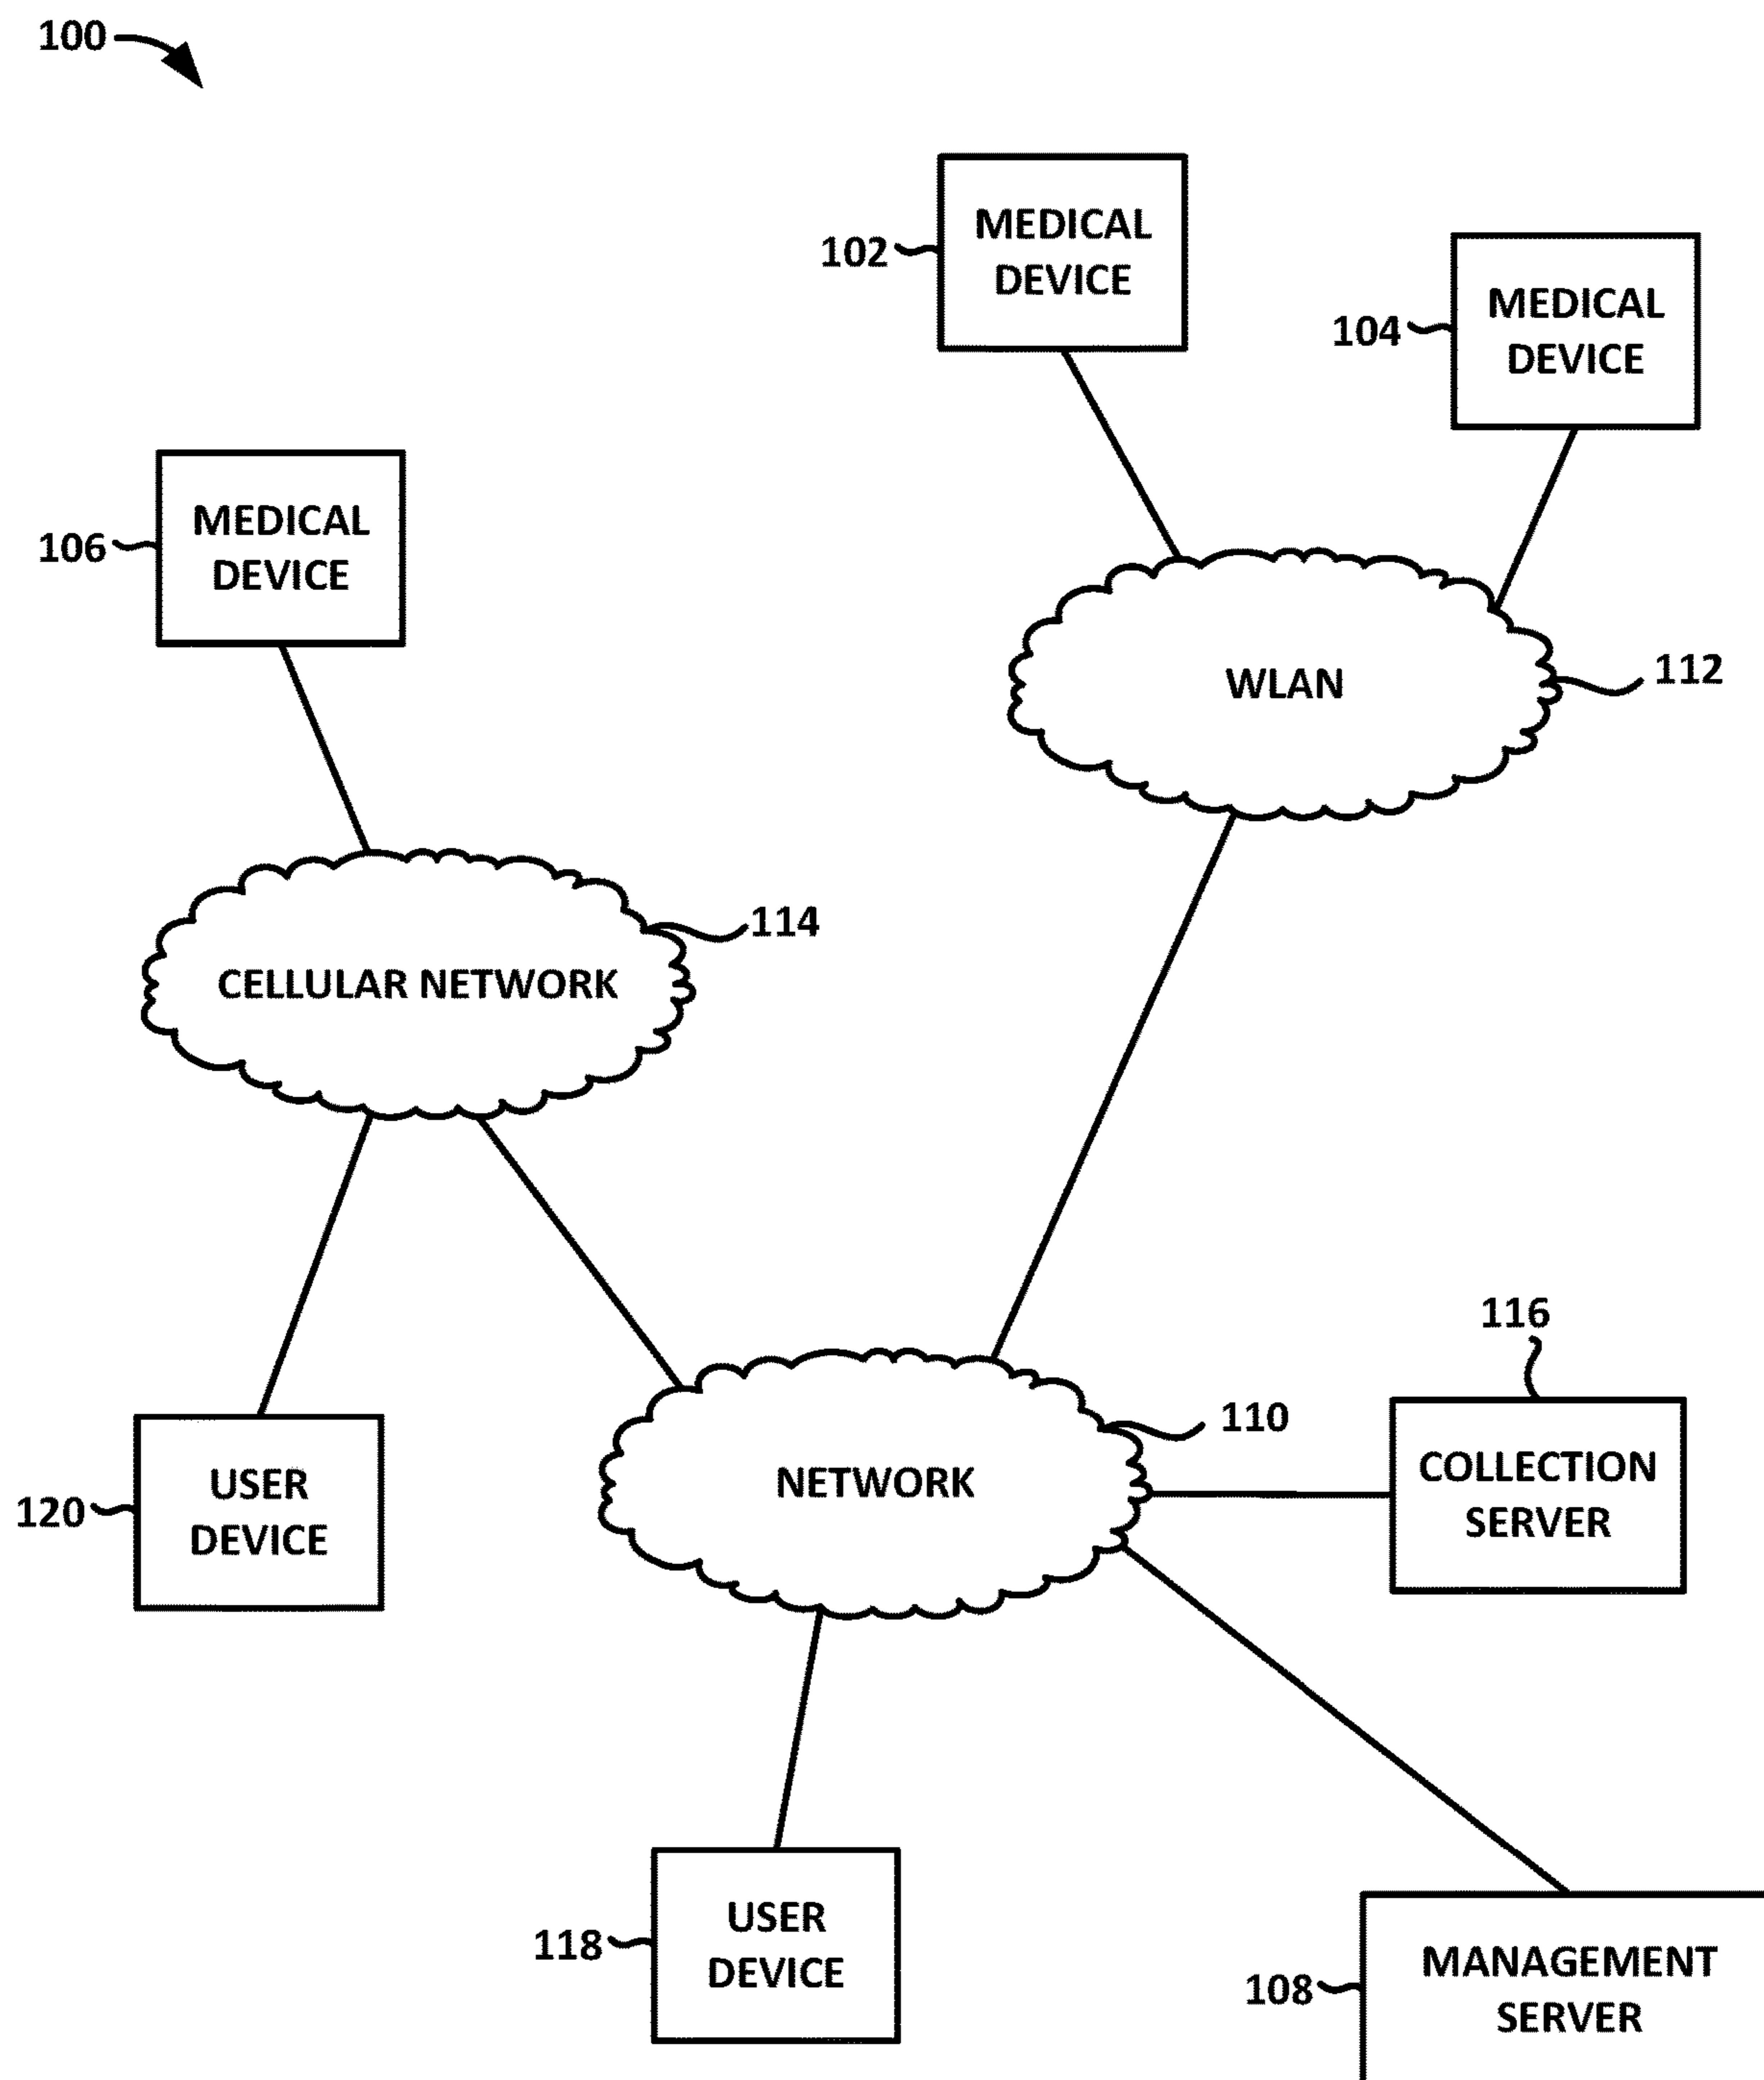 100
102
MEDICAL
DEVICE
104
MEDICAL
DEVICE
106
MEDICAL
DEVICE
WLAN
112
114
CELLULAR NETWORK
116
110
NETWORK
COLLECTION
SERVER
120
USER
DEVICE
118
USER
DEVICE
108
MANAGEMENT
SERVER